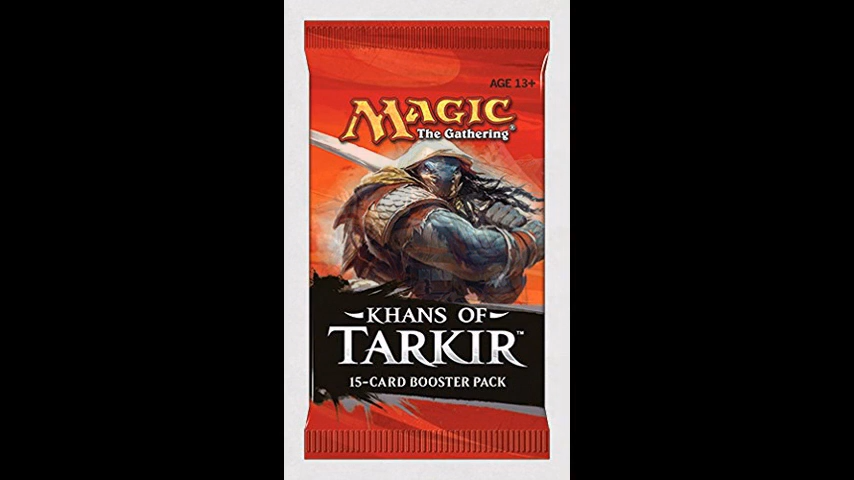 AGE 13+
MAGIC
The Gathering®
KHANS OF
TARKIR™
15-CARD BOOSTER PACK